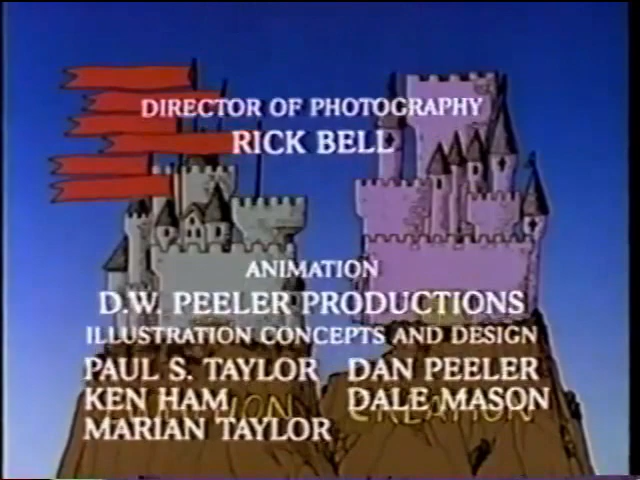 DIRECTOR OF PHOTOGRAPHY
RICK BELL
ANIMATION
D.W. PEELER PRODUCTIONS
ILLUSTRATION CONCEPTS AND DESIGN
PAUL S. TAYLOR DAN PEELER
KEN HAM DALE MASON
MARIAN TAYLOR
CREATION